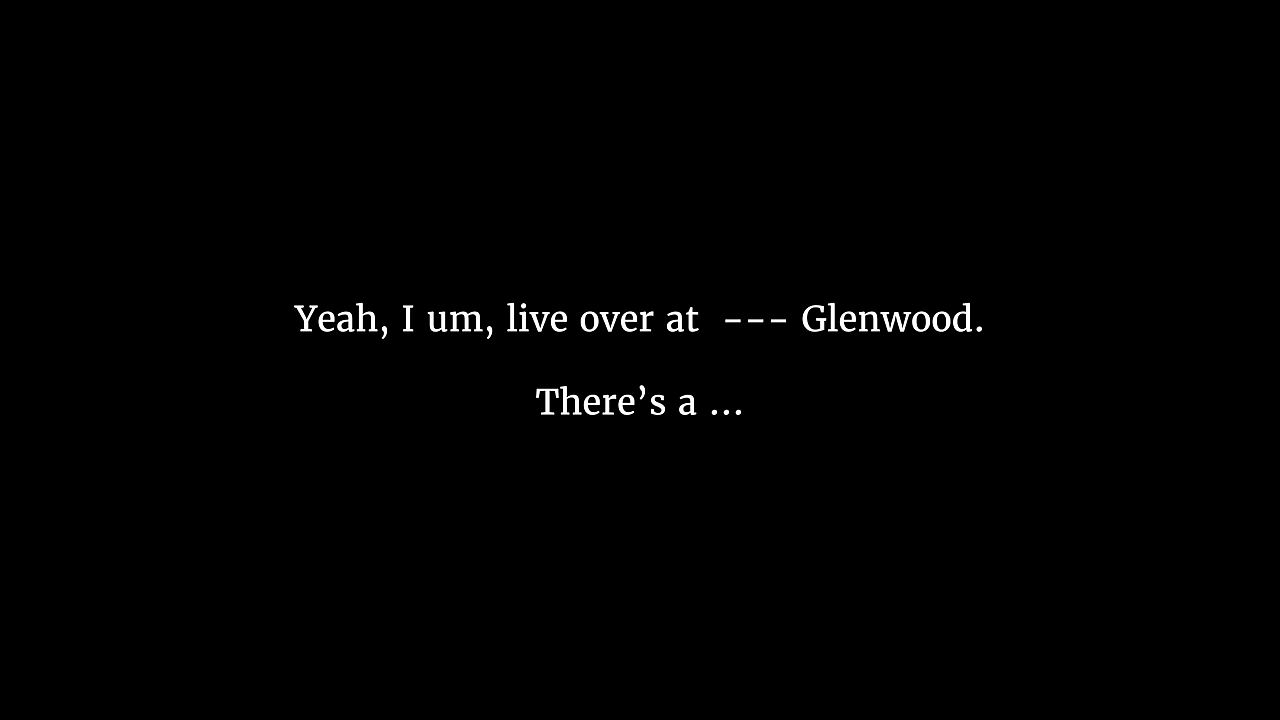 Yeah, I um, live over at  --- Glenwood.
There’s a ...